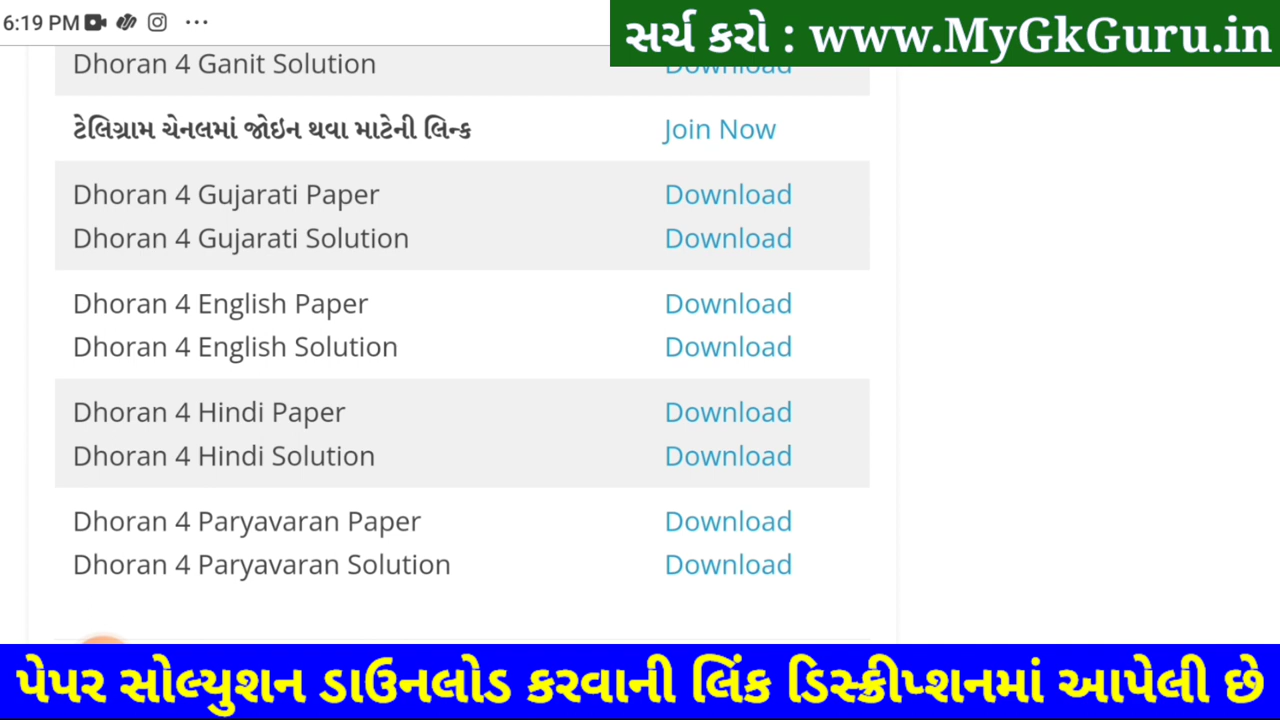 6:19 PM
સર્ચ કરો : www.MyGkGuru.in
Dhoran 4 Ganit Solution Download
ટેલિગ્રામ ચેનલમાં જોઇન થવા માટેની લિન્ક Join Now
Dhoran 4 Gujarati Paper Download
Dhoran 4 Gujarati Solution Download
Dhoran 4 English Paper Download
Dhoran 4 English Solution Download
Dhoran 4 Hindi Paper Download
Dhoran 4 Hindi Solution Download
Dhoran 4 Paryavaran Paper Download
Dhoran 4 Paryavaran Solution Download
પેપર સોલ્યુશન ડાઉનલોડ કરવાની લિંક ડિસ્ક્રીપ્શનમાં આપેલી છે